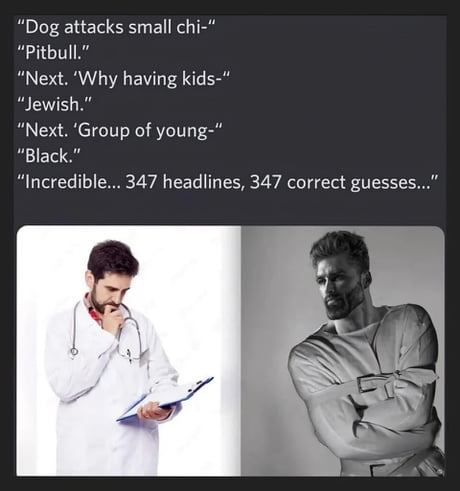 “Dog attacks small chi-“
“Pitbull.”
“Next. ‘Why having kids-“
“Jewish.”
“Next. ‘Group of young-“
“Black.”
“Incredible... 347 headlines, 347 correct guesses...”